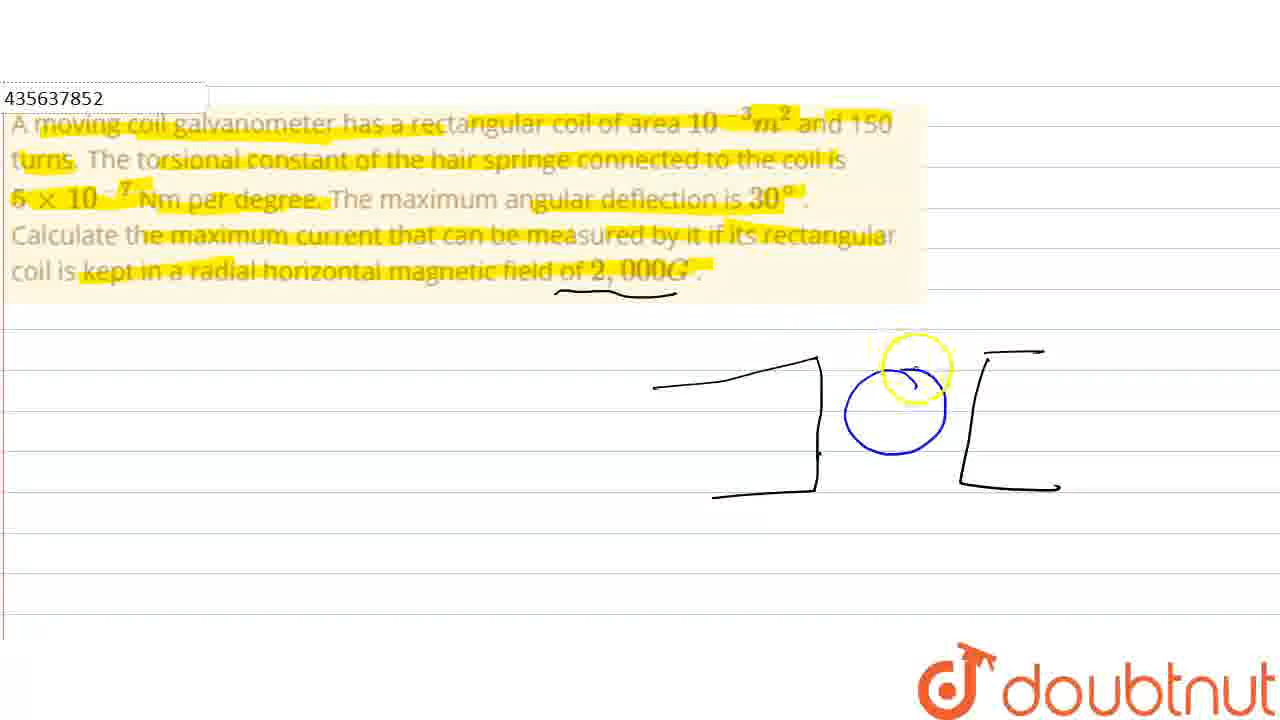 435637852
A moving coil galvanometer has a rectangular coil of area 10⁻³m² and 150
turns. The torsional constant of the hair springe connected to the coil is
× 10⁻⁷ Nm per degree. The maximum angular deflection is 30°.
Calculate the maximum current that can be measured by it if its rectangular
coil is kept in a radial horizontal magnetic field of 2, 000G .
doubtnut